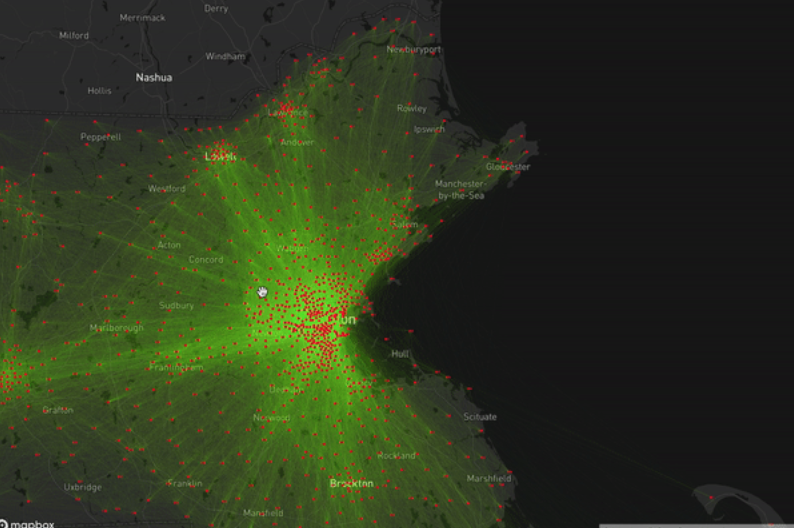 Derry
Merrimack
Milford
Newburyport
Windham
Nashua
Hollis
Rowley
Lawrence
Ipswich
Pepperell
Andover
Lowell
Gloucester
Westford
Manchester-
by-the-Sea
Salem
Acton
Woburn
Concord
Sudbury
Marlborough
Hull
Framingham
Grafton
Norwood
Scituate
Rockland
Marshfield
Franklin
Brockton
Uxbridge
Mansfield
mapbox